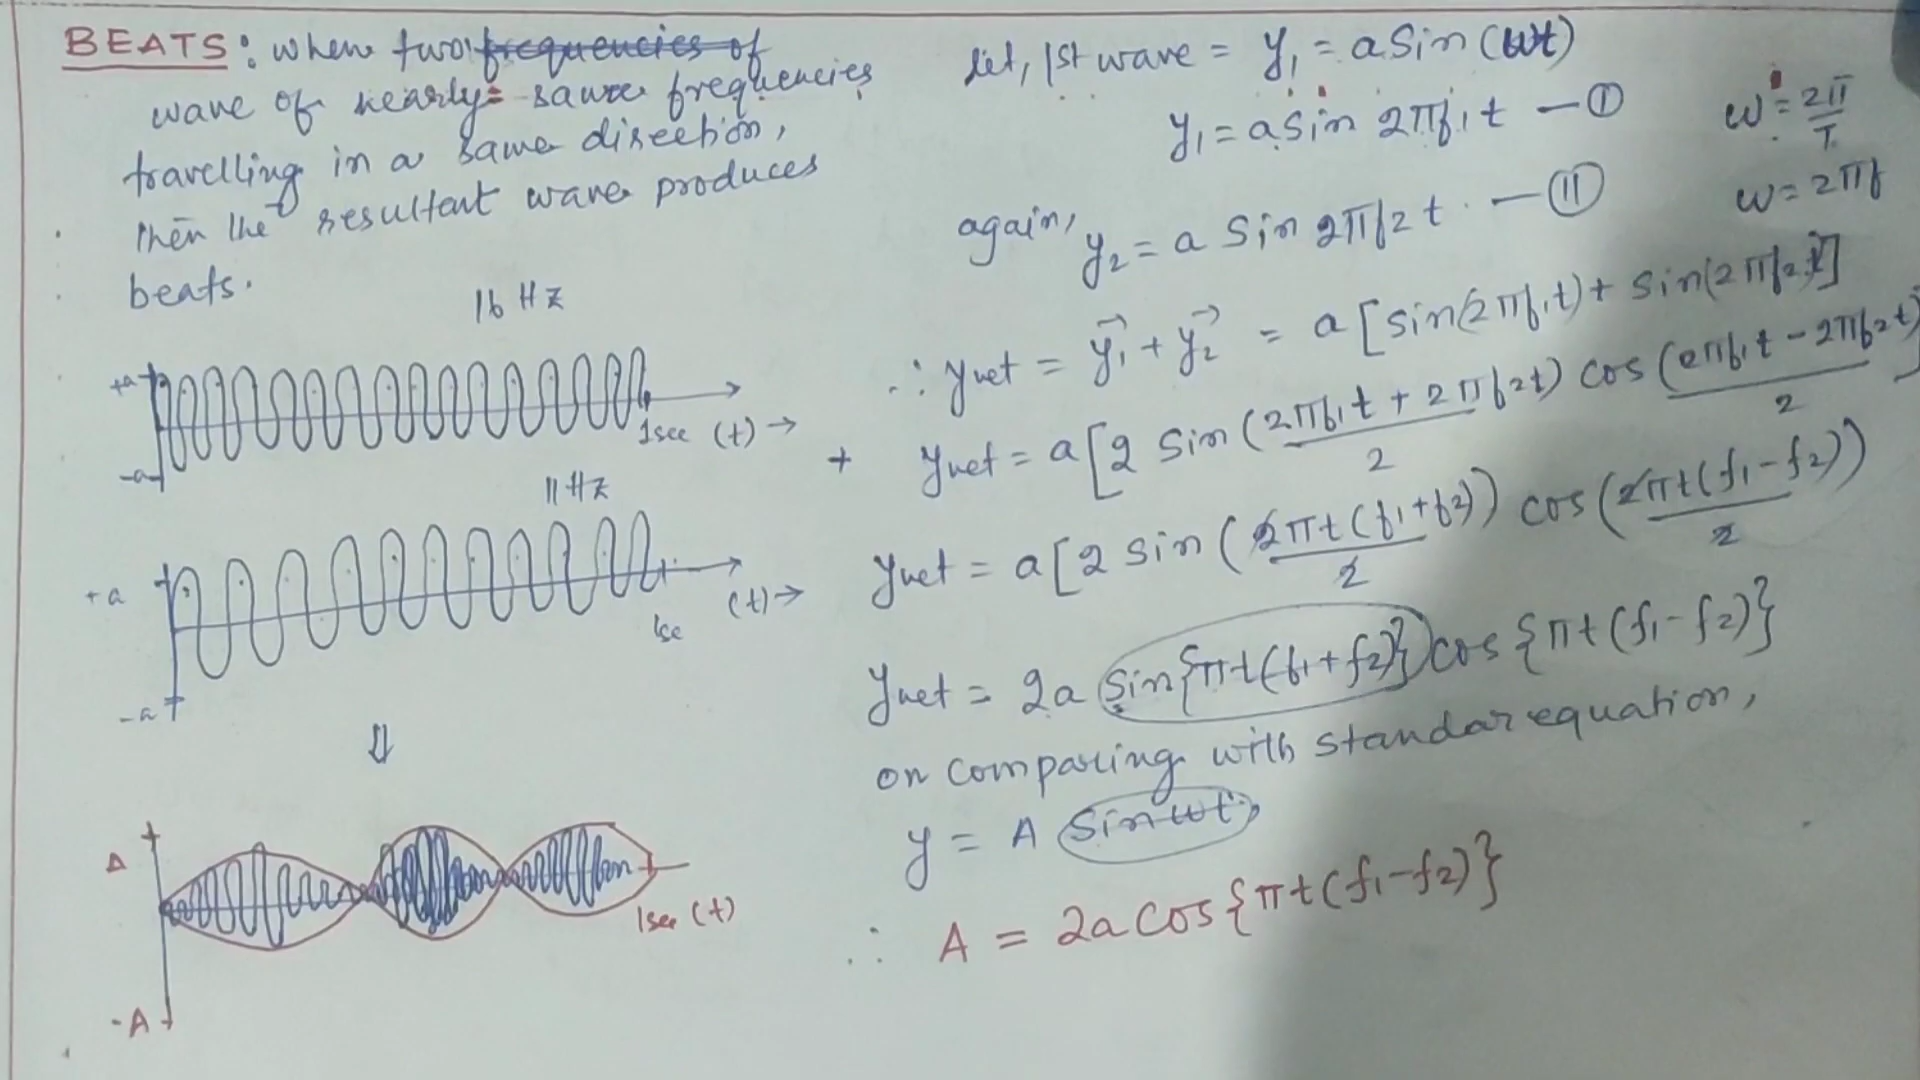 BEATS: when two frequencies of
wave of nearly same frequencies
travelling in a same direction,
then the resultent wave produces
beats.
16 Hz
+a
-a
1sec (t) →
+
11 Hz
+a
-a
1se
(t) →
⇓
A
-A
1sec (t)
let, 1st wave = y₁ = a Sin (wt)
y₁ = a Sin 2πf₁t — Ⓘ
w = 2π/T
again, y₂ = a Sin 2πf₂t. — Ⓘⓘ
w = 2πf
∴ ynet = y₁⃗ + y₂⃗ = a [sin(2πf₁t) + sin(2πf₂t)]
ynet = a[2 Sin (2πf₁t + 2πf₂t)/2 cos (2πf₁t - 2πf₂t)/2]
ynet = a[2 sin (2πt(f₁+f₂))/2 cos (2πt(f₁-f₂))/2
ynet = 2a sin{πt(f₁+f₂)} cos{πt(f₁-f₂)}
on comparing with standar equation,
y = A Sin wt,
∴ A = 2a cos{πt(f₁-f₂)}